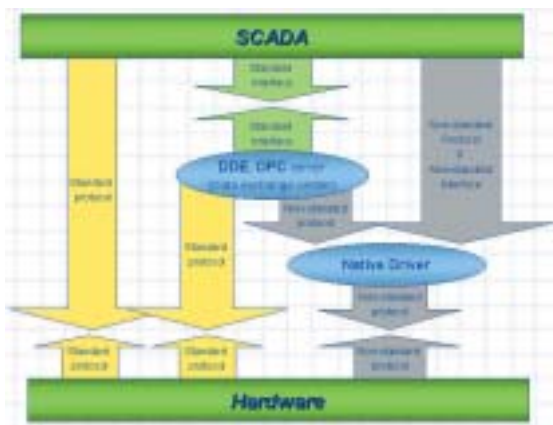 SCADA
Standard
Interface
Standard
Interface
Non-standard
Protocol
Non-standard
Interface
DDE, OPC server
Standard
protocol
Non-standard
protocol
Standard
protocol
Native Driver
Non-standard
protocol
Standard
protocol
Standard
protocol
Non-standard
protocol
Hardware